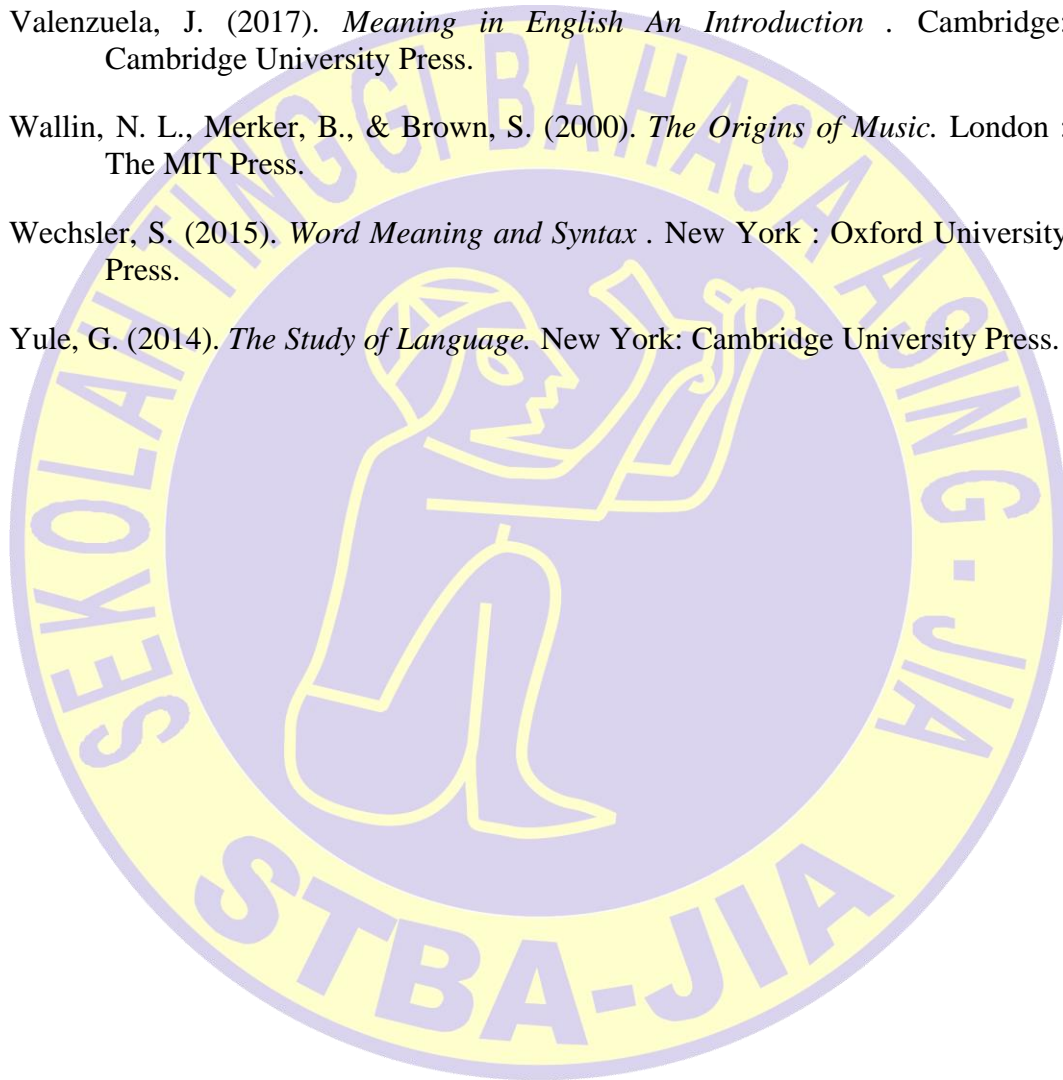 Valenzuela, J. (2017). Meaning in English An Introduction . Cambridge:
Cambridge University Press.
Wallin, N. L., Merker, B., & Brown, S. (2000). The Origins of Music. London :
The MIT Press.
Wechsler, S. (2015). Word Meaning and Syntax . New York : Oxford University
Press.
Yule, G. (2014). The Study of Language. New York: Cambridge University Press.
SEKOLAH TINGGI BAHASA ASING - JIA
STBA-JIA